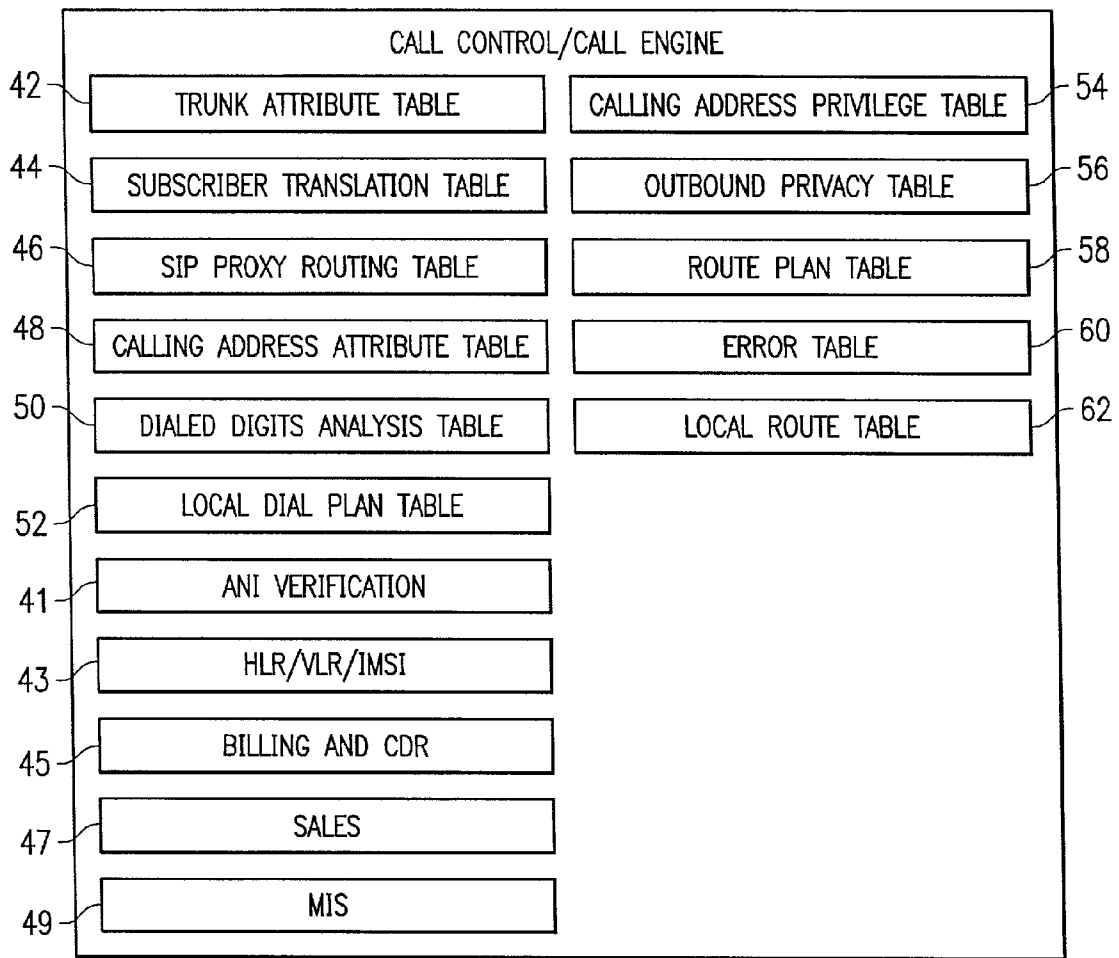 CALL CONTROL/CALL ENGINE
42 TRUNK ATTRIBUTE TABLE
44 SUBSCRIBER TRANSLATION TABLE
46 SIP PROXY ROUTING TABLE
48 CALLING ADDRESS ATTRIBUTE TABLE
50 DIALED DIGITS ANALYSIS TABLE
52 LOCAL DIAL PLAN TABLE
41 ANI VERIFICATION
43 HLR/VLR/IMSI
45 BILLING AND CDR
47 SALES
49 MIS
CALLING ADDRESS PRIVILEGE TABLE 54
OUTBOUND PRIVACY TABLE 56
ROUTE PLAN TABLE 58
ERROR TABLE 60
LOCAL ROUTE TABLE 62